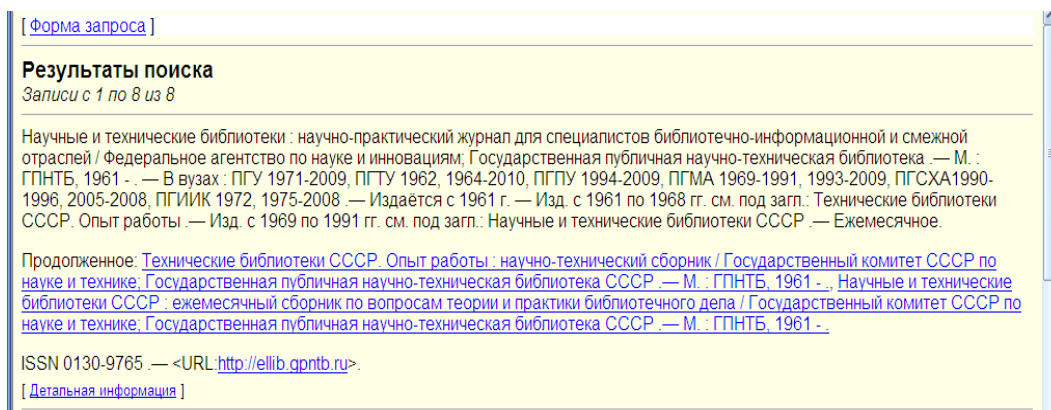 [ Форма запроса ]
Результаты поиска
Записи с 1 по 8 из 8
Научные и технические библиотеки : научно-практический журнал для специалистов библиотечно-информационной и смежной
отраслей / Федеральное агентство по науке и инновациям; Государственная публичная научно-техническая библиотека .— М. :
ГПНТБ, 1961 - . — В вузах : ПГУ 1971-2009, ПГТУ 1962, 1964-2010, ПГПУ 1994-2009, ПГМА 1969-1991, 1993-2009, ПГСХА1990-
1996, 2005-2008, ПГИИК 1972, 1975-2008 .— Издаётся с 1961 г. — Изд. с 1961 по 1968 гг. см. под загл.: Технические библиотеки
СССР. Опыт работы .— Изд. с 1969 по 1991 гг. см. под загл.: Научные и технические библиотеки СССР .— Ежемесячное.
Продолженное: Технические библиотеки СССР. Опыт работы : научно-технический сборник / Государственный комитет СССР по
науке и технике; Государственная публичная научно-техническая библиотека СССР .— М. : ГПНТБ, 1961 - ., Научные и технические
библиотеки СССР : ежемесячный сборник по вопросам теории и практики библиотечного дела / Государственный комитет СССР по
науке и технике; Государственная публичная научно-техническая библиотека СССР .— М. : ГПНТБ, 1961 - .
ISSN 0130-9765 .— <URL:http://ellib.gpntb.ru>.
[ Детальная информация ]